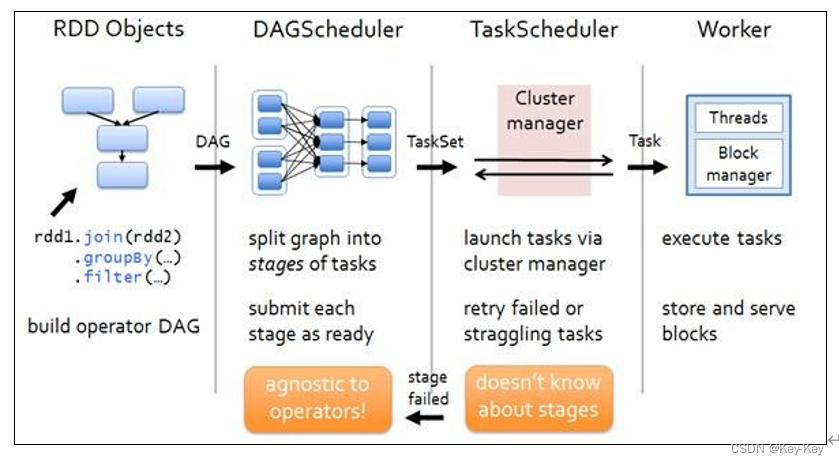 RDD Objects
DAGScheduler
TaskScheduler
Worker
DAG
TaskSet
Cluster
manager
Task
Threads
Block
manager
rdd1.join(rdd2)
.groupBy(…)
.filter(…)
build operator DAG
split graph into
stages of tasks
submit each
stage as ready
launch tasks via
cluster manager
retry failed or
straggling tasks
execute tasks
store and serve
blocks
agnostic to
operators!
stage
failed
doesn't know
about stages
CSDN @Key-Key